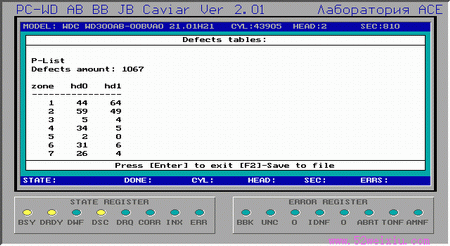 PC-WD AB BB JB Caviar Ver 2.01 Лаборатория ACE
MODEL: WDC WD300AB-00BVA0 21.01H21 CYL:43905 HEAD:2 SEC:810
Defects tables:
P-List
Defects amount: 1067
zone hd0 hd1
1 44 64
2 59 49
3 5 4
4 34 5
5 2 0
6 31 6
7 26 4
Press [Enter] to exit [F2]-Save to file
STATE: DONE: CYL: HEAD: SEC: ERRS:
STATE REGISTER ERROR REGISTER
BSY DRDY DWF DSC DRQ CORR INX ERR BBK UNC 0 IDNF 0 ABRT T0NF AMNF